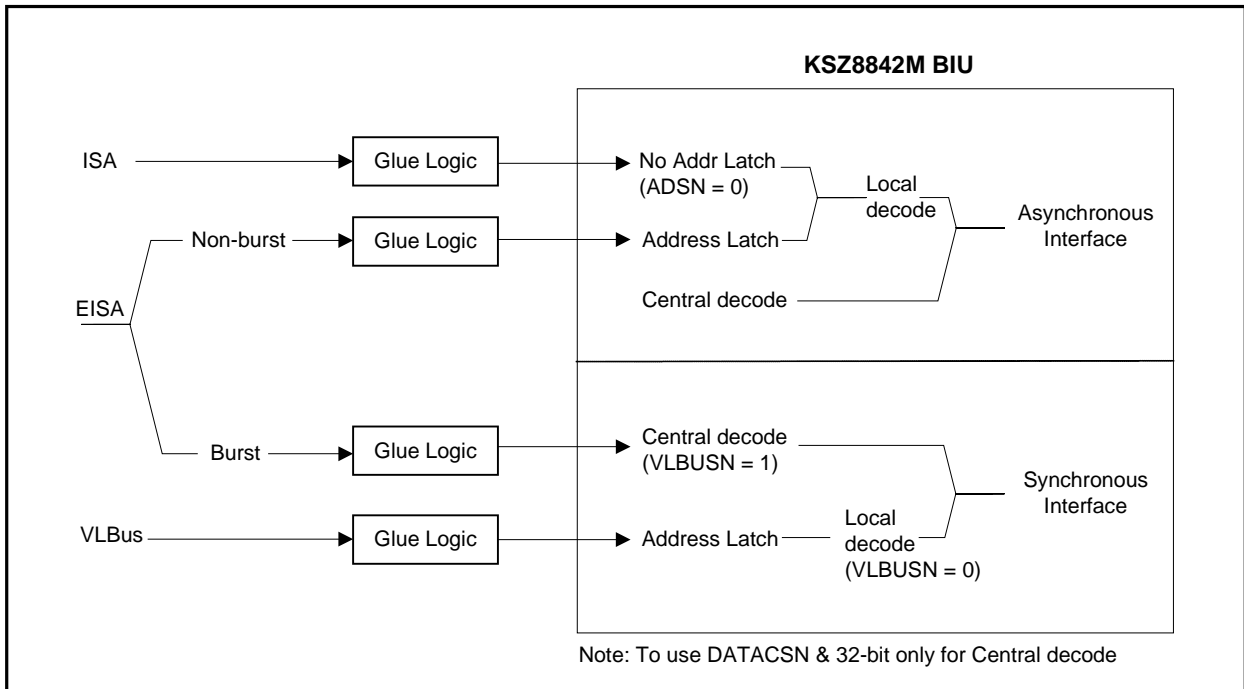 KSZ8842M BIU
ISA
Glue Logic
No Addr Latch
(ADSN = 0)
Local
decode
Asynchronous
Interface
EISA
Non-burst
Glue Logic
Address Latch
Central decode
Burst
Glue Logic
Central decode
(VLBUSN = 1)
Synchronous
Interface
VLBus
Glue Logic
Address Latch
Local
decode
(VLBUSN = 0)
Note: To use DATACSN & 32-bit only for Central decode